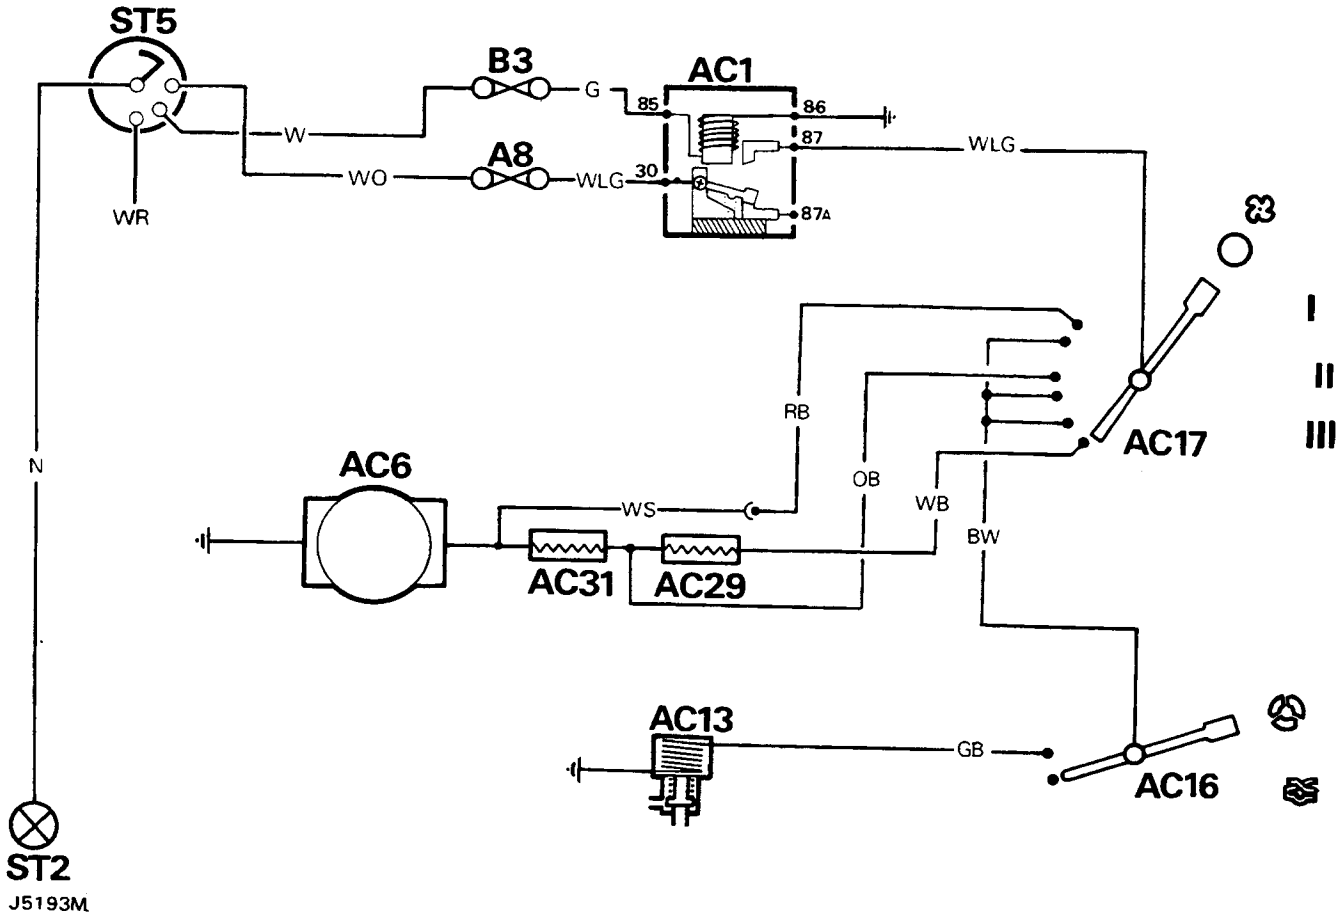 ST5
B3
AC1
G
85
86
W
87
WLG
A8
WO
WLG
30
WR
87A
I
II
RB
III
AC17
AC6
N
OB
WB
WS
BW
AC31
AC29
AC13
GB
AC16
ST2
J5193M